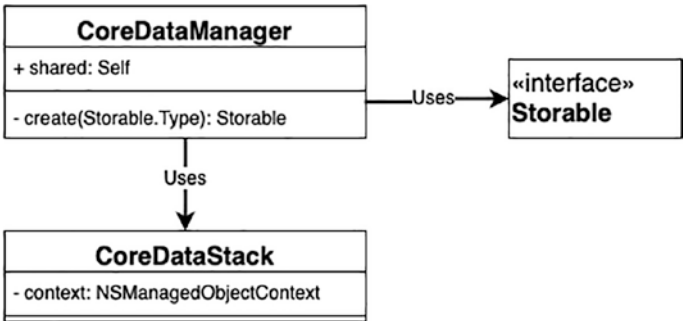 CoreDataManager
+ shared: Self
- create(Storable.Type): Storable
Uses
«interface»
Storable
Uses
CoreDataStack
- context: NSManagedObjectContext